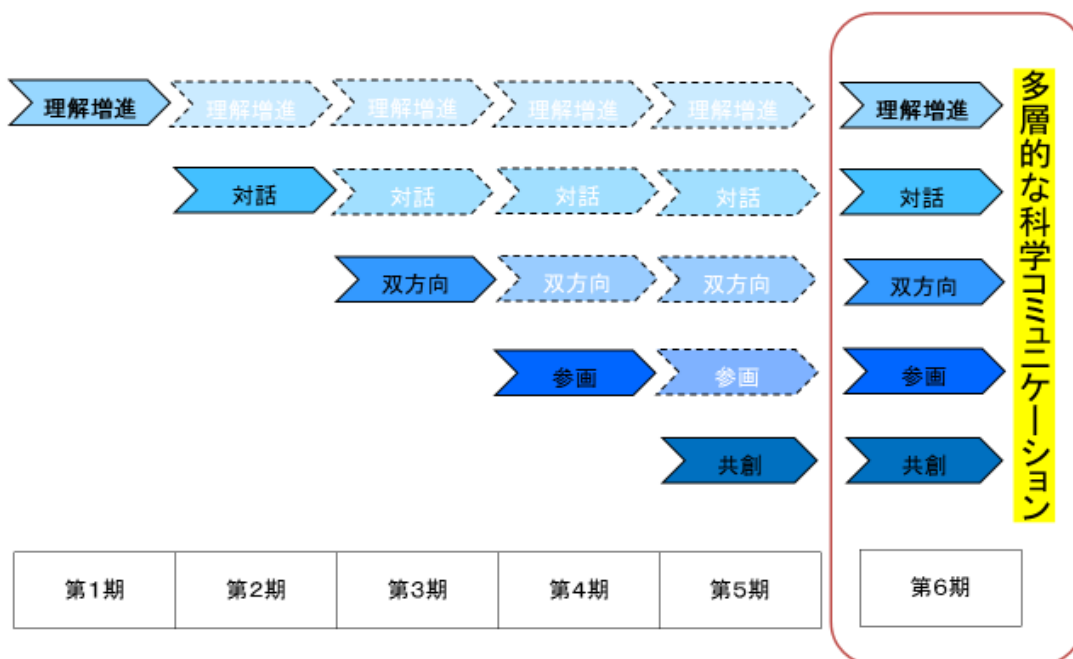 理解増進 理解増進 理解増進 理解増進 理解増進 理解増進
対話 対話 対話 対話 対話
双方向 双方向 双方向 双方向
参画 参画 参画
共創 共創
多層的な科学コミュニケーション
第1期 第2期 第3期 第4期 第5期 第6期